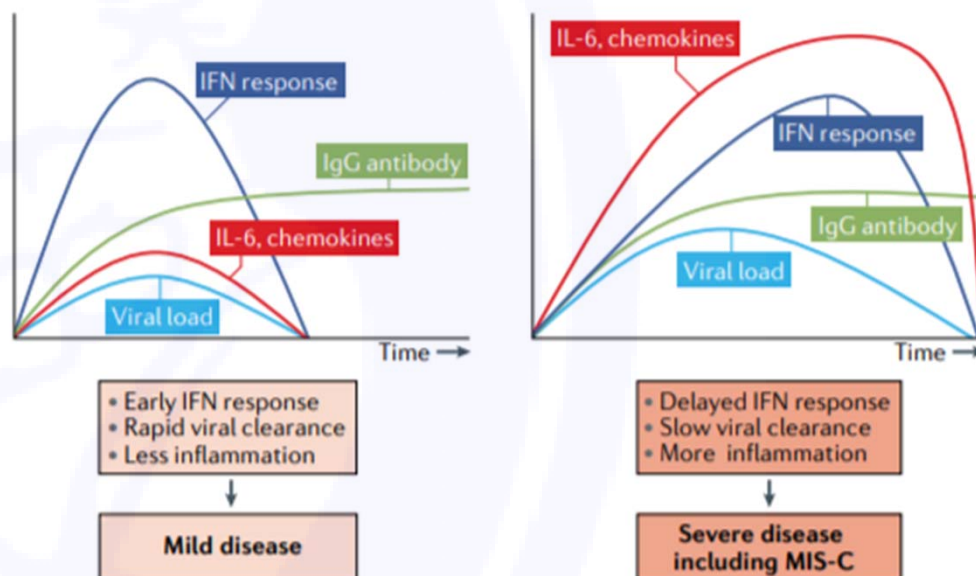 IFN response
IgG antibody
IL-6, chemokines
Viral load
Time
• Early IFN response
• Rapid viral clearance
• Less inflammation
Mild disease
IL-6, chemokines
IFN response
IgG antibody
Viral load
Time
• Delayed IFN response
• Slow viral clearance
• More inflammation
Severe disease
including MIS-C